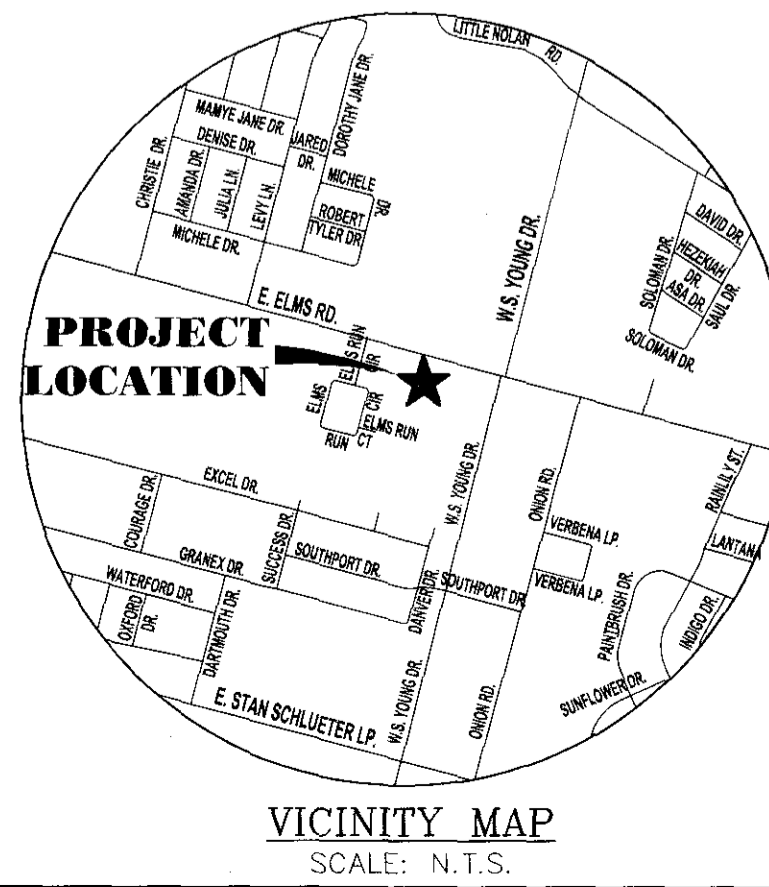 LITTLE NOLAN RD.
MAMYE JANE DR.
DENISE DR.
JARED DR.
DOROTHY JANE DR.
CHRISTIE DR.
AMANDA DR.
JULIA LN.
LEVY LN.
MICHELE DR.
ROBERT TYLER DR.
MICHELE DR.
W.S. YOUNG DR.
DAVID DR.
HEZEKIAH DR.
ASA DR.
SAUL DR.
SOLOMAN DR.
SOLOMAN DR.
E. ELMS RD.
PROJECT
LOCATION
ELMS RUN CIR
ELMS
RUN
CIR
ELMS RUN
CT
EXCEL DR.
COURAGE DR.
GRANEX DR.
SUCCESS DR.
SOUTHPORT DR.
W.S. YOUNG DR.
ONION RD.
VERBENA LP.
VERBENA LP.
RAINLILY ST.
LANTANA
WATERFORD DR.
OXFORD DR.
DARTMOUTH DR.
DANVER DR.
SOUTHPORT DR.
PAINTBRUSH DR.
INDIGO DR.
SUNFLOWER DR.
E. STAN SCHLUETER LP.
W.S. YOUNG DR.
ONION RD.
VICINITY MAP
SCALE: N.T.S.